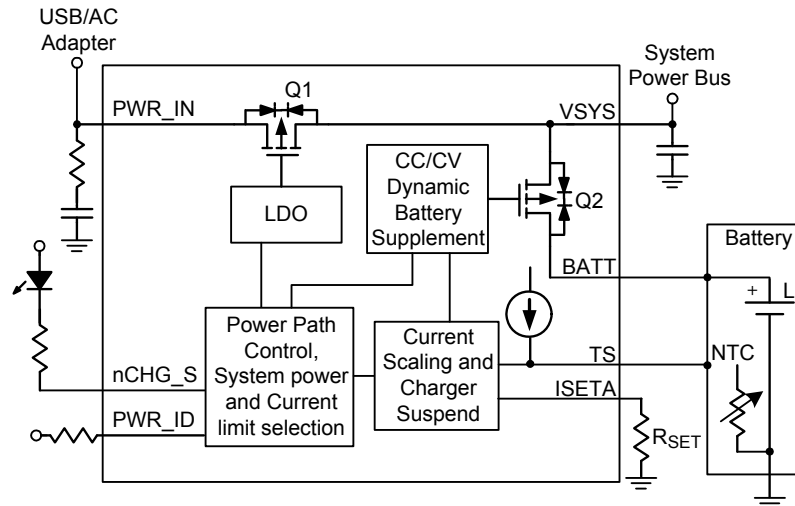 USB/AC
Adapter
System
Power Bus
PWR_IN
Q1
VSYS
CC/CV
Dynamic
Battery
Supplement
LDO
Q2
Battery
BATT
+
L
Power Path
Control,
System power
and Current
limit selection
Current
Scaling and
Charger
Suspend
TS
NTC
nCHG_S
ISETA
PWR_ID
RSET